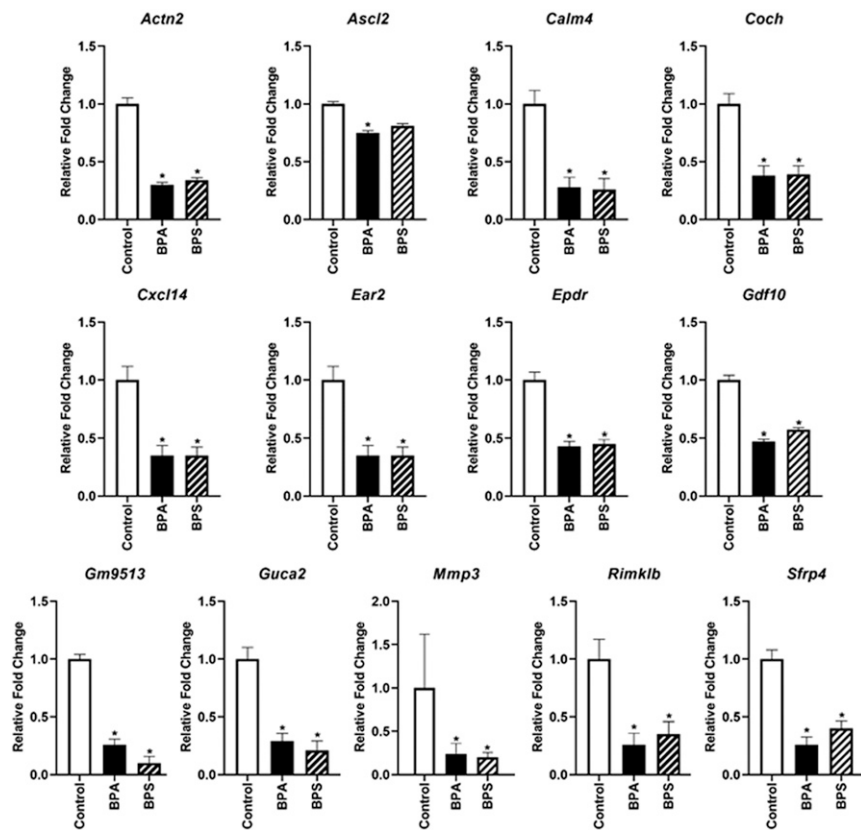 Actn2
Ascl2
Calm4
Coch
Relative Fold Change
1.5
1.0
0.5
0.0
*
*
Control
BPA
BPS
Relative Fold Change
1.5
1.0
0.5
0.0
*
Control
BPA
BPS
Relative Fold Change
1.5
1.0
0.5
0.0
*
*
Control
BPA
BPS
Relative Fold Change
1.5
1.0
0.5
0.0
*
*
Control
BPA
BPS
Cxcl14
Ear2
Epdr
Gdf10
Relative Fold Change
1.5
1.0
0.5
0.0
*
*
Control
BPA
BPS
Relative Fold Change
1.5
1.0
0.5
0.0
*
*
Control
BPA
BPS
Relative Fold Change
1.5
1.0
0.5
0.0
*
*
Control
BPA
BPS
Relative Fold Change
1.5
1.0
0.5
0.0
*
*
Control
BPA
BPS
Gm9513
Guca2
Mmp3
Rimklb
Sfrp4
Relative Fold Change
1.5
1.0
0.5
0.0
*
*
Control
BPA
BPS
Relative Fold Change
1.5
1.0
0.5
0.0
*
*
Control
BPA
BPS
Relative Fold Change
2.0
1.5
1.0
0.5
0.0
*
*
Control
BPA
BPS
Relative Fold Change
1.5
1.0
0.5
0.0
*
*
Control
BPA
BPS
Relative Fold Change
1.5
1.0
0.5
0.0
*
*
Control
BPA
BPS